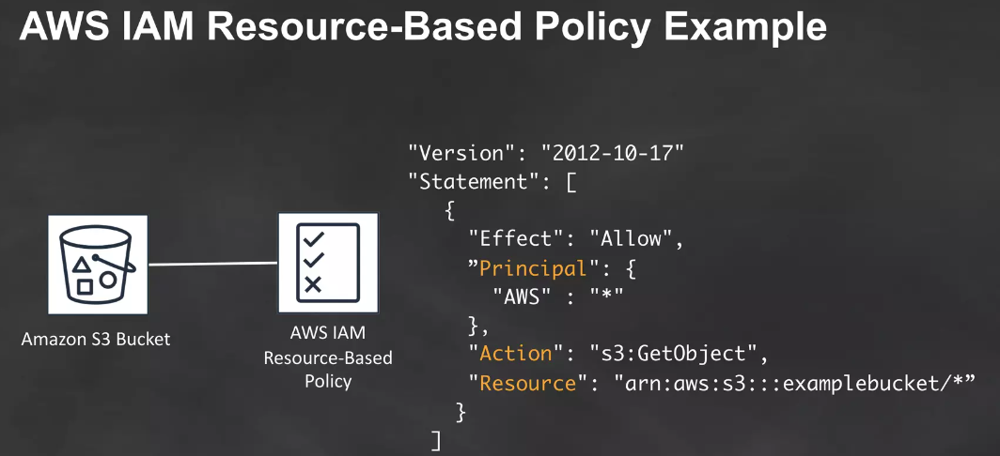 AWS IAM Resource-Based Policy Example
"Version": "2012-10-17"
"Statement": [
{
"Effect": "Allow",
”Principal": {
"AWS" : "*"
},
"Action": "s3:GetObject",
"Resource": "arn:aws:s3:::examplebucket/*”
}
]
Amazon S3 Bucket
AWS IAM
Resource-Based
Policy